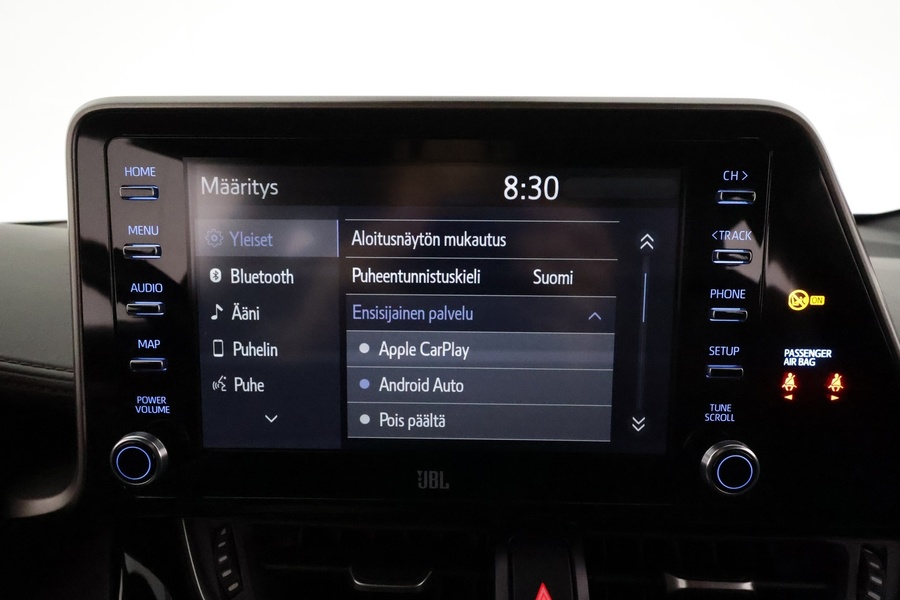 HOME
MENU
AUDIO
MAP
POWER
VOLUME
Määritys
8:30
Yleiset
Bluetooth
Ääni
Puhelin
Puhe
Aloitusnäytön mukautus
Puheentunnistuskieli Suomi
Ensisijainen palvelu
Apple CarPlay
Android Auto
Pois päältä
CH >
< TRACK
PHONE
SETUP
TUNE
SCROLL
JBL
ON
PASSENGER
AIR BAG